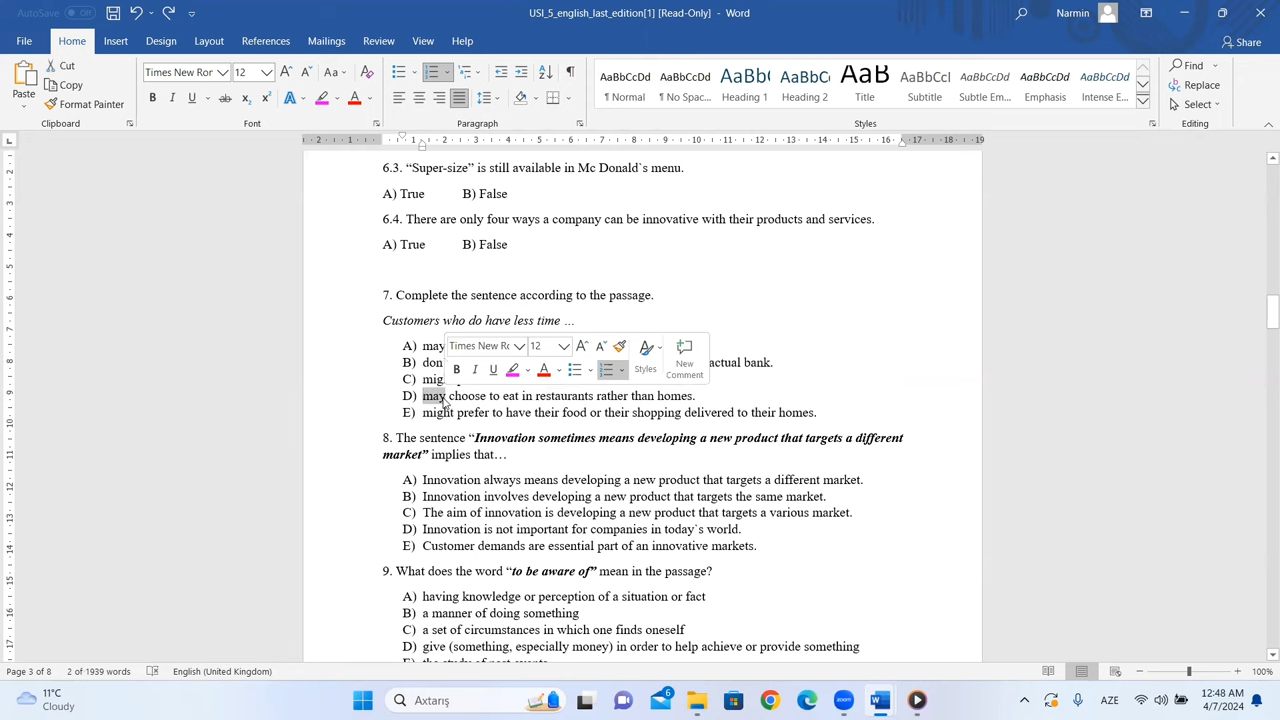 AutoSave Off
USI_5_english_last_edition[1] [Read-Only] - Word
Narmin
File Home Insert Design Layout References Mailings Review View Help
Share
Paste
Cut
Copy
Format Painter
Clipboard
Times New Ror 12
Font
Paragraph
AaBbCcDd AaBbCcDd AaBbC AaBbCc AaB AaBbCcl AaBbCcDd AaBbCcDd AaBbCcDd
¶ Normal ¶ No Spac... Heading 1 Heading 2 Title Subtitle Subtle Em... Emphasis Intense E...
Styles
Find
Replace
Select
Editing
6.3. “Super-size” is still available in Mc Donald`s menu.
A) True B) False
6.4. There are only four ways a company can be innovative with their products and services.
A) True B) False
7. Complete the sentence according to the passage.
Customers who do have less time …
A) may
B) don
actual bank.
C) mig
D) may choose to eat in restaurants rather than homes.
E) might prefer to have their food or their shopping delivered to their homes.
Times New Rc 12
Styles
New Comment
8. The sentence “Innovation sometimes means developing a new product that targets a different
market” implies that…
A) Innovation always means developing a new product that targets a different market.
B) Innovation involves developing a new product that targets the same market.
C) The aim of innovation is developing a new product that targets a various market.
D) Innovation is not important for companies in today`s world.
E) Customer demands are essential part of an innovative markets.
9. What does the word “to be aware of” mean in the passage?
A) having knowledge or perception of a situation or fact
B) a manner of doing something
C) a set of circumstances in which one finds oneself
D) give (something, especially money) in order to help achieve or provide something
Page 3 of 8 2 of 1939 words English (United Kingdom) 100%
11°C
Cloudy
Axtarış
6
zoom
AZE
12:48 AM
4/7/2024